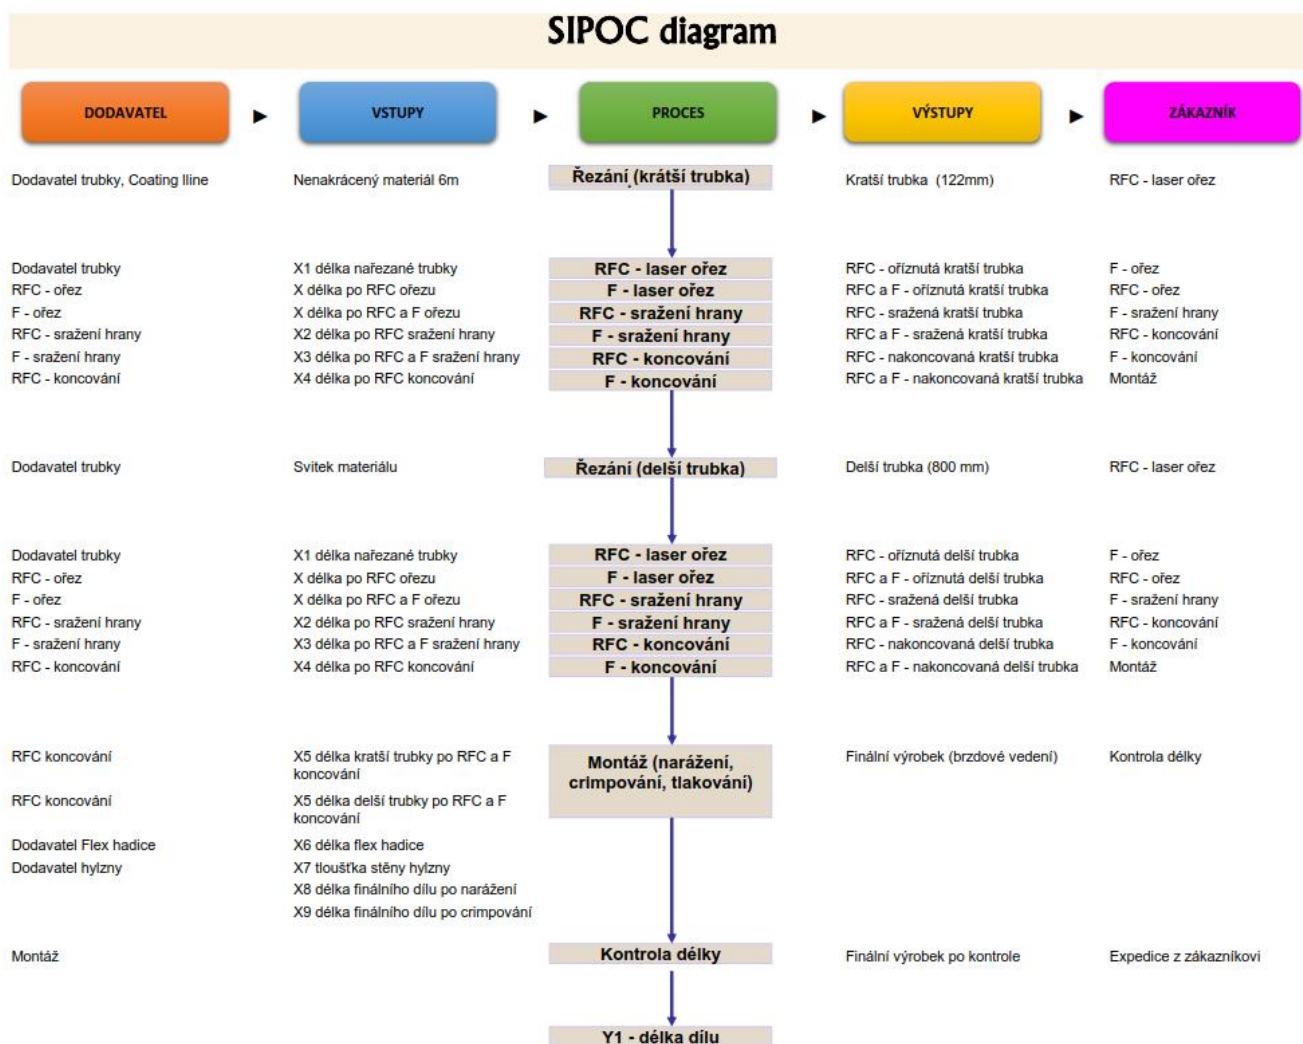 SIPOC diagram
DODAVATEL ► VSTUPY ► PROCES ► VÝSTUPY ► ZÁKAZNÍK
Dodavatel trubky, Coating lline Nenakrácený materiál 6m Řezání (krátší trubka) Kratší trubka (122mm) RFC - laser ořez
Dodavatel trubky X1 délka nařezané trubky RFC - laser ořez RFC - oříznutá kratší trubka F - ořez
RFC - ořez X délka po RFC ořezu F - laser ořez RFC a F - oříznutá kratší trubka RFC - ořez
F - ořez X délka po RFC a F ořezu RFC - sražení hrany RFC - sražená kratší trubka F - sražení hrany
RFC - sražení hrany X2 délka po RFC sražení hrany F - sražení hrany RFC a F - sražená kratší trubka RFC - koncování
F - sražení hrany X3 délka po RFC a F sražení hrany RFC - koncování RFC - nakoncovaná kratší trubka F - koncování
RFC - koncování X4 délka po RFC koncování F - koncování RFC a F - nakoncovaná kratší trubka Montáž
Dodavatel trubky Svitek materiálu Řezání (delší trubka) Delší trubka (800 mm) RFC - laser ořez
Dodavatel trubky X1 délka nařezané trubky RFC - laser ořez RFC - oříznutá delší trubka F - ořez
RFC - ořez X délka po RFC ořezu F - laser ořez RFC a F - oříznutá delší trubka RFC - ořez
F - ořez X délka po RFC a F ořezu RFC - sražení hrany RFC - sražená delší trubka F - sražení hrany
RFC - sražení hrany X2 délka po RFC sražení hrany F - sražení hrany RFC a F - sražená delší trubka RFC - koncování
F - sražení hrany X3 délka po RFC a F sražení hrany RFC - koncování RFC - nakoncovaná delší trubka F - koncování
RFC - koncování X4 délka po RFC koncování F - koncování RFC a F - nakoncovaná delší trubka Montáž
RFC koncování X5 délka kratší trubky po RFC a F Montáž (narážení, Finální výrobek (brzdové vedení) Kontrola délky
koncování crimpování, tlakování)
RFC koncování X5 délka delší trubky po RFC a F
koncování
Dodavatel Flex hadice X6 délka flex hadice
Dodavatel hylzny X7 tloušťka stěny hylzny
X8 délka finálního dílu po narážení
X9 délka finálního dílu po crimpování
Montáž Kontrola délky Finální výrobek po kontrole Expedice z zákazníkovi
Y1 - délka dílu